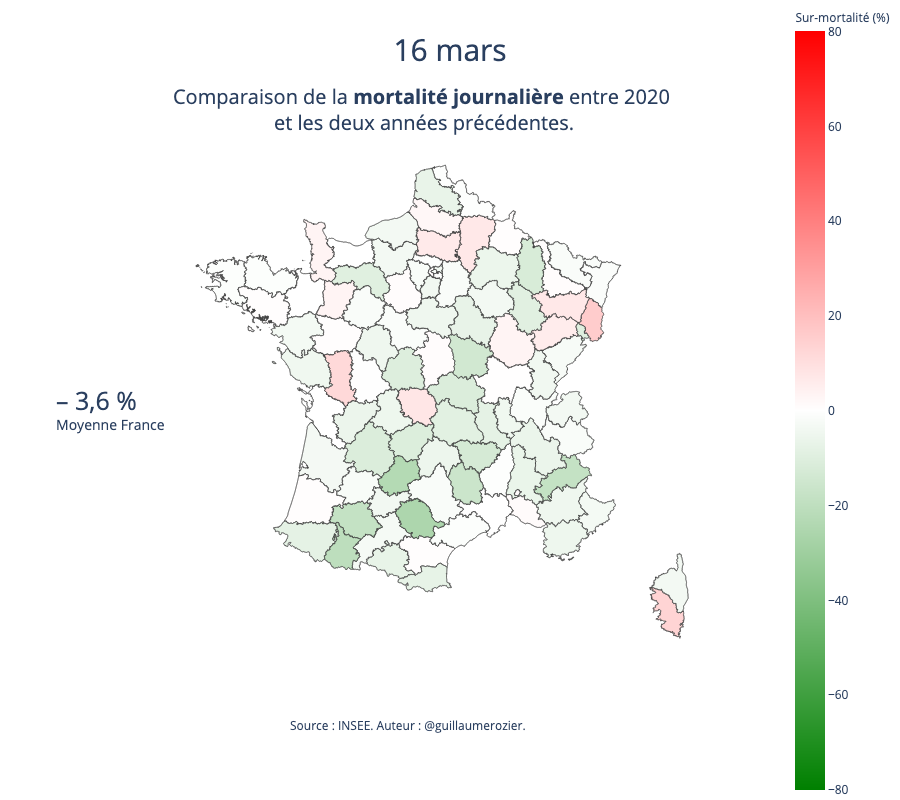 Sur-mortalité (%)
16 mars
Comparaison de la mortalité journalière entre 2020
et les deux années précédentes.
80
60
40
20
0
−20
−40
−60
−80
– 3,6 %
Moyenne France
Source : INSEE. Auteur : @guillaumerozier.